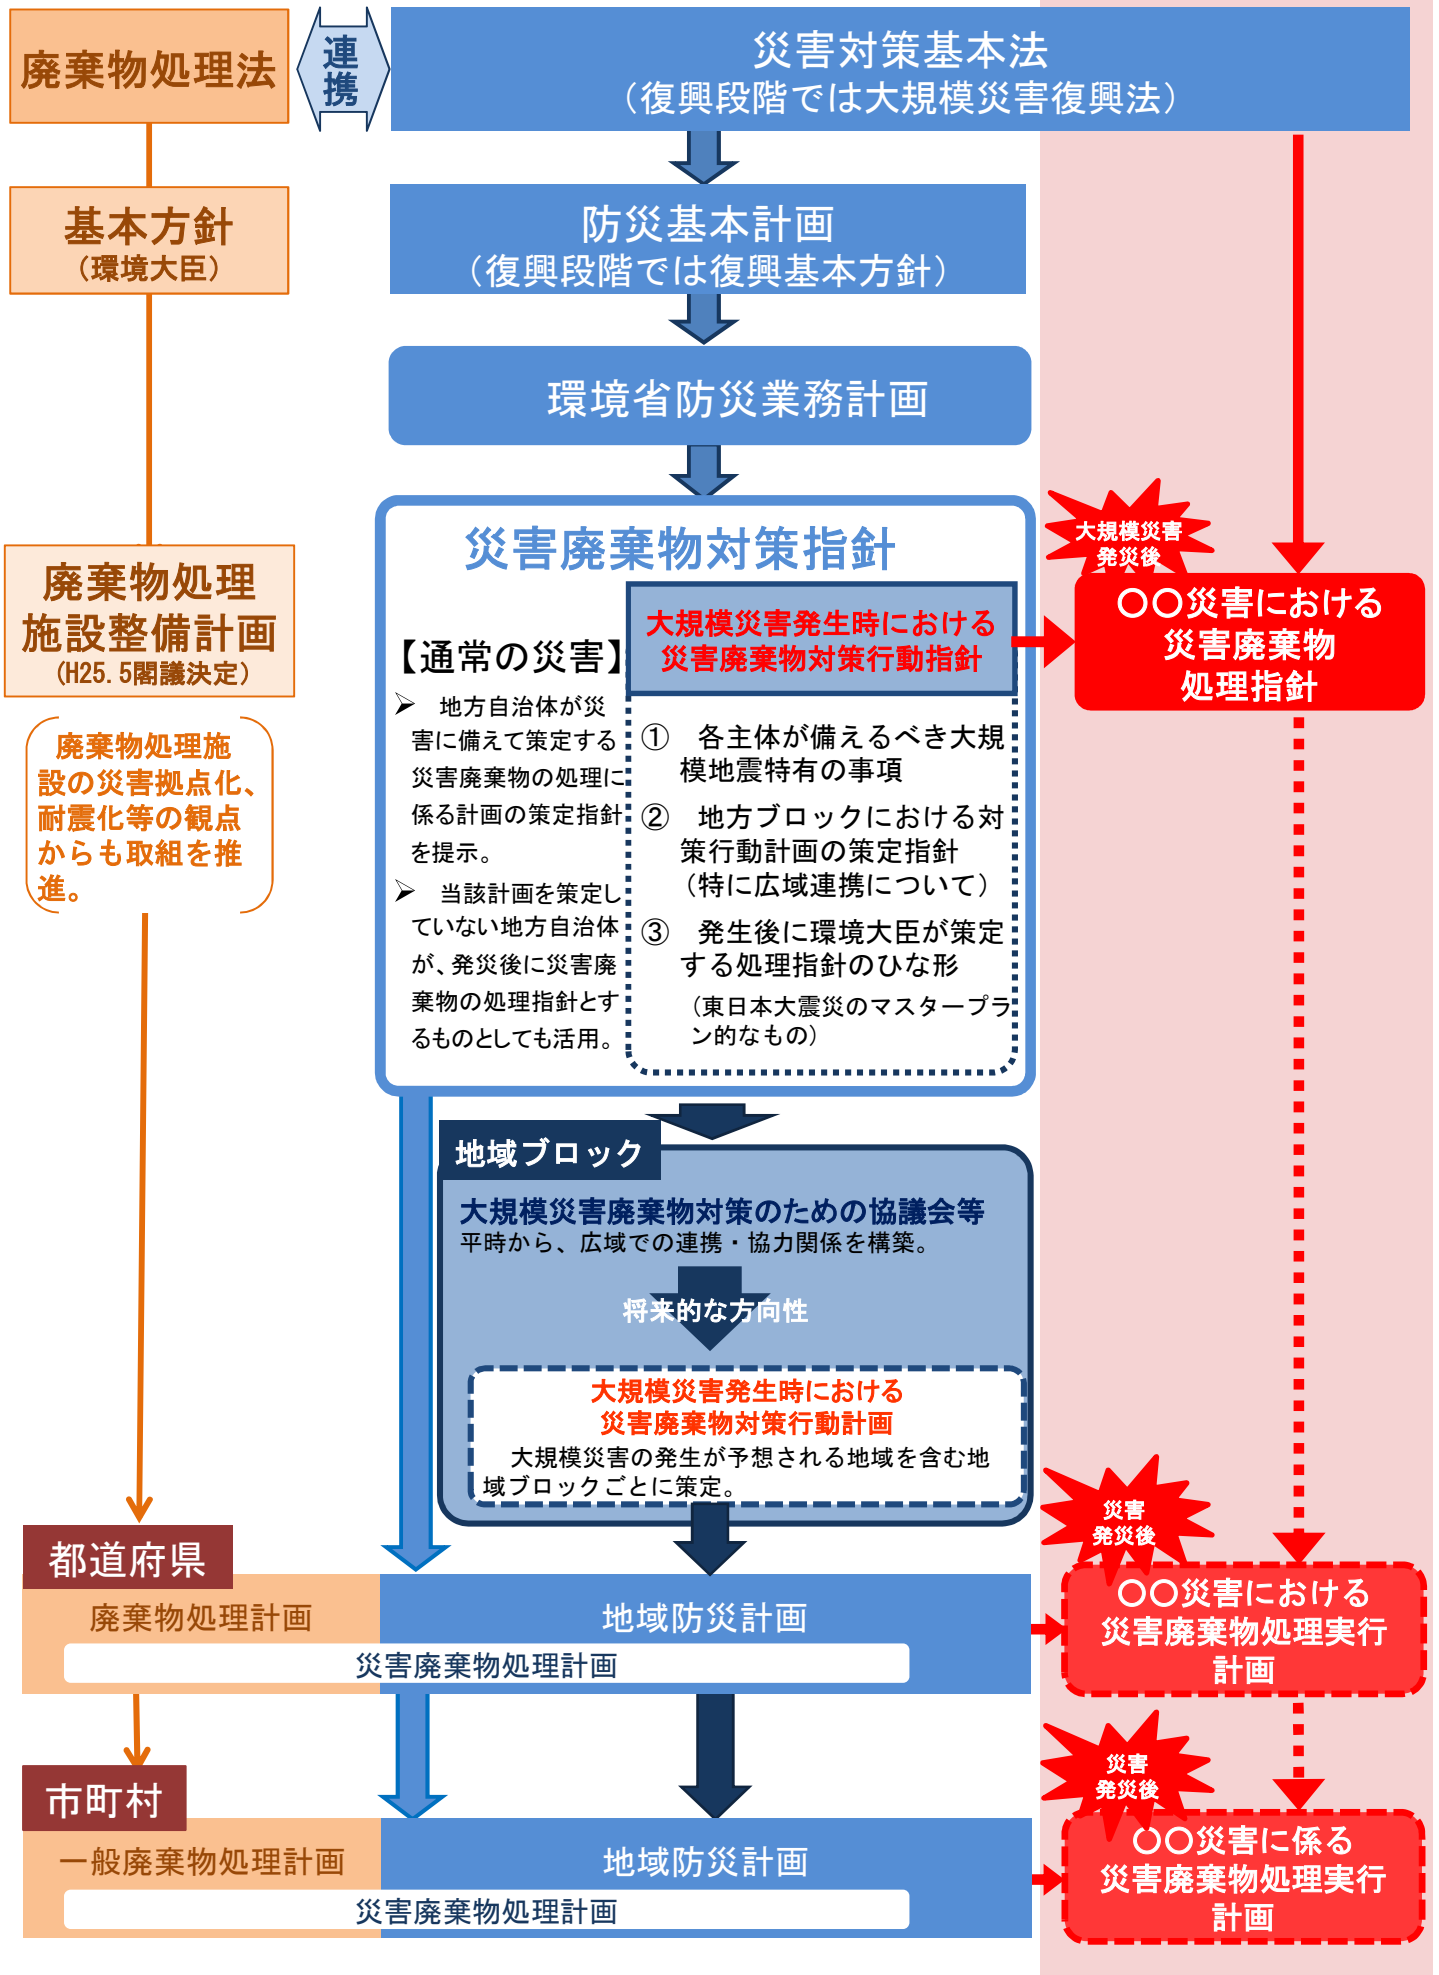 廃棄物処理法
連
携
災害対策基本法
（復興段階では大規模災害復興法）
基本方針
（環境大臣）
防災基本計画
（復興段階では復興基本方針）
環境省防災業務計画
廃棄物処理
施設整備計画
(H25.5閣議決定)
廃棄物処理施
設の災害拠点化、
耐震化等の観点
からも取組を推
進。
災害廃棄物対策指針
【通常の災害】
➢ 地方自治体が災
害に備えて策定する
災害廃棄物の処理に
係る計画の策定指針
を提示。
➢ 当該計画を策定し
ていない地方自治体
が、発災後に災害廃
棄物の処理指針とす
るものとしても活用。
大規模災害発生時における
災害廃棄物対策行動指針
① 各主体が備えるべき大規
模地震特有の事項
② 地方ブロックにおける対
策行動計画の策定指針
（特に広域連携について）
③ 発生後に環境大臣が策定
する処理指針のひな形
（東日本大震災のマスタープラ
ン的なもの）
大規模災害
発災後
〇〇災害における
災害廃棄物
処理指針
地域ブロック
大規模災害廃棄物対策のための協議会等
平時から、広域での連携・協力関係を構築。
将来的な方向性
大規模災害発生時における
災害廃棄物対策行動計画
大規模災害の発生が予想される地域を含む地
域ブロックごとに策定。
都道府県
廃棄物処理計画
地域防災計画
災害廃棄物処理計画
災害
発災後
〇〇災害における
災害廃棄物処理実行
計画
市町村
一般廃棄物処理計画
地域防災計画
災害廃棄物処理計画
災害
発災後
〇〇災害に係る
災害廃棄物処理実行
計画